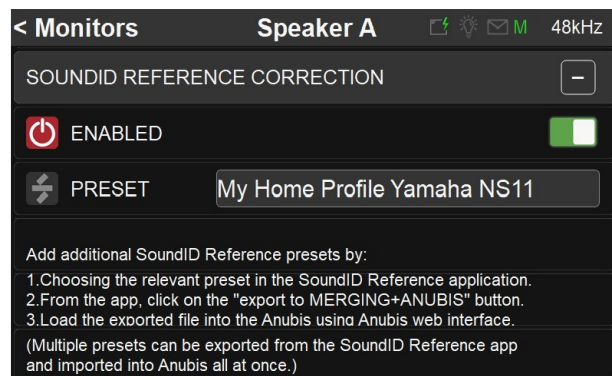 < Monitors Speaker A M 48kHz
SOUNDID REFERENCE CORRECTION
ENABLED
PRESET My Home Profile Yamaha NS11
Add additional SoundID Reference presets by:
1.Choosing the relevant preset in the SoundID Reference application.
2.From the app, click on the "export to MERGING+ANUBIS" button.
3.Load the exported file into the Anubis using Anubis web interface.
(Multiple presets can be exported from the SoundID Reference app
and imported into Anubis all at once.)